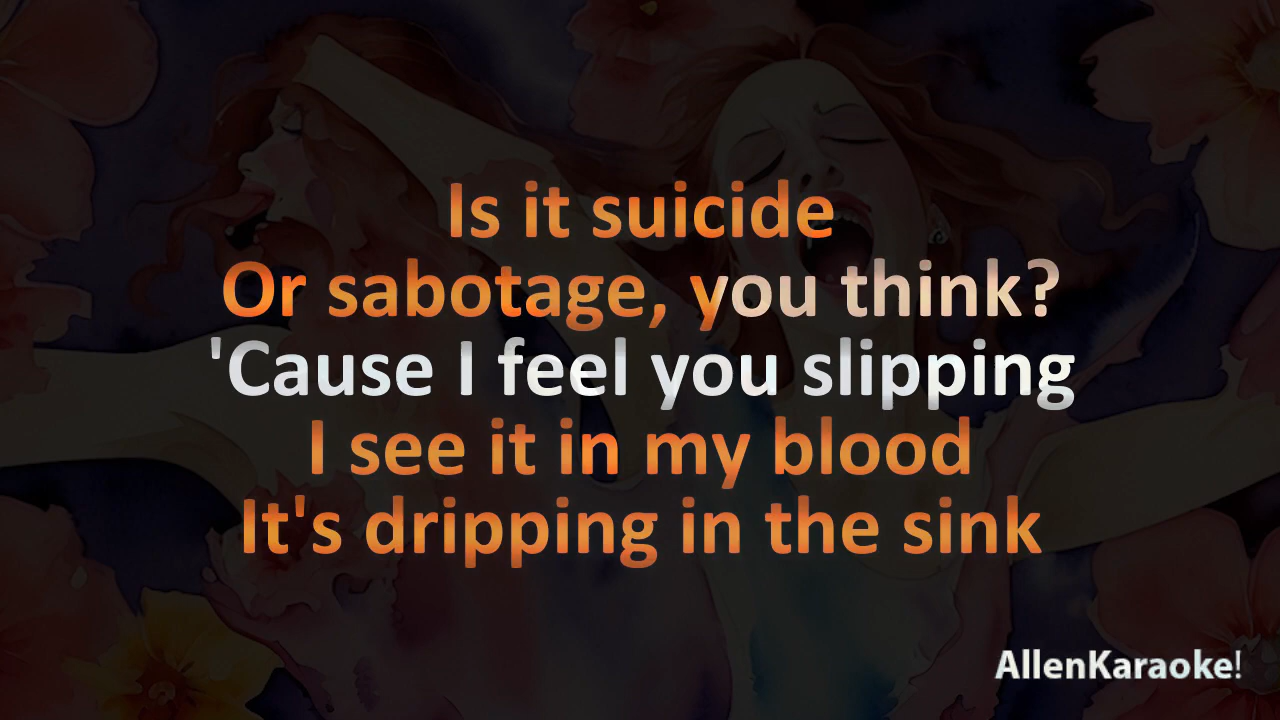 Is it suicide
Or sabotage, you think?
'Cause I feel you slipping
I see it in my blood
It's dripping in the sink
AllenKaraoke!